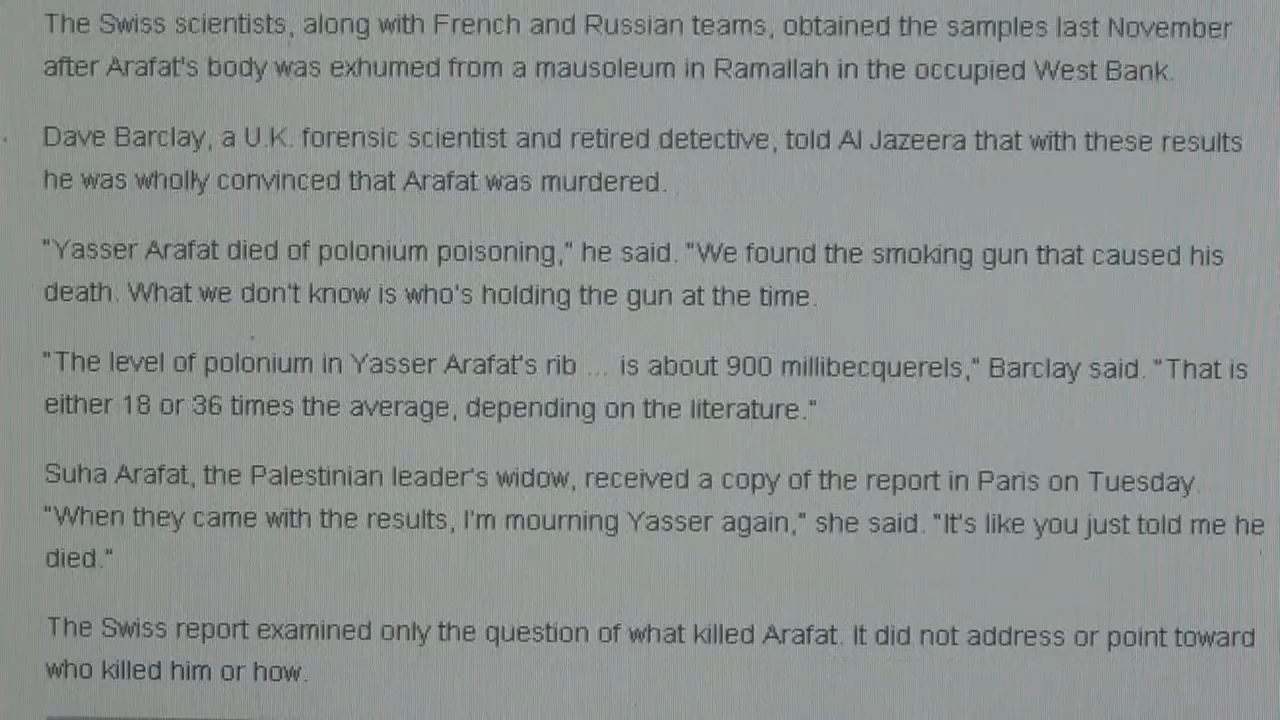 The Swiss scientists, along with French and Russian teams, obtained the samples last November
after Arafat's body was exhumed from a mausoleum in Ramallah in the occupied West Bank.
Dave Barclay, a U.K. forensic scientist and retired detective, told Al Jazeera that with these results
he was wholly convinced that Arafat was murdered.
"Yasser Arafat died of polonium poisoning," he said. "We found the smoking gun that caused his
death. What we don't know is who's holding the gun at the time.
"The level of polonium in Yasser Arafat's rib ... is about 900 millibecquerels," Barclay said. "That is
either 18 or 36 times the average, depending on the literature."
Suha Arafat, the Palestinian leader's widow, received a copy of the report in Paris on Tuesday.
"When they came with the results, I'm mourning Yasser again," she said. "It's like you just told me he
died."
The Swiss report examined only the question of what killed Arafat. It did not address or point toward
who killed him or how.